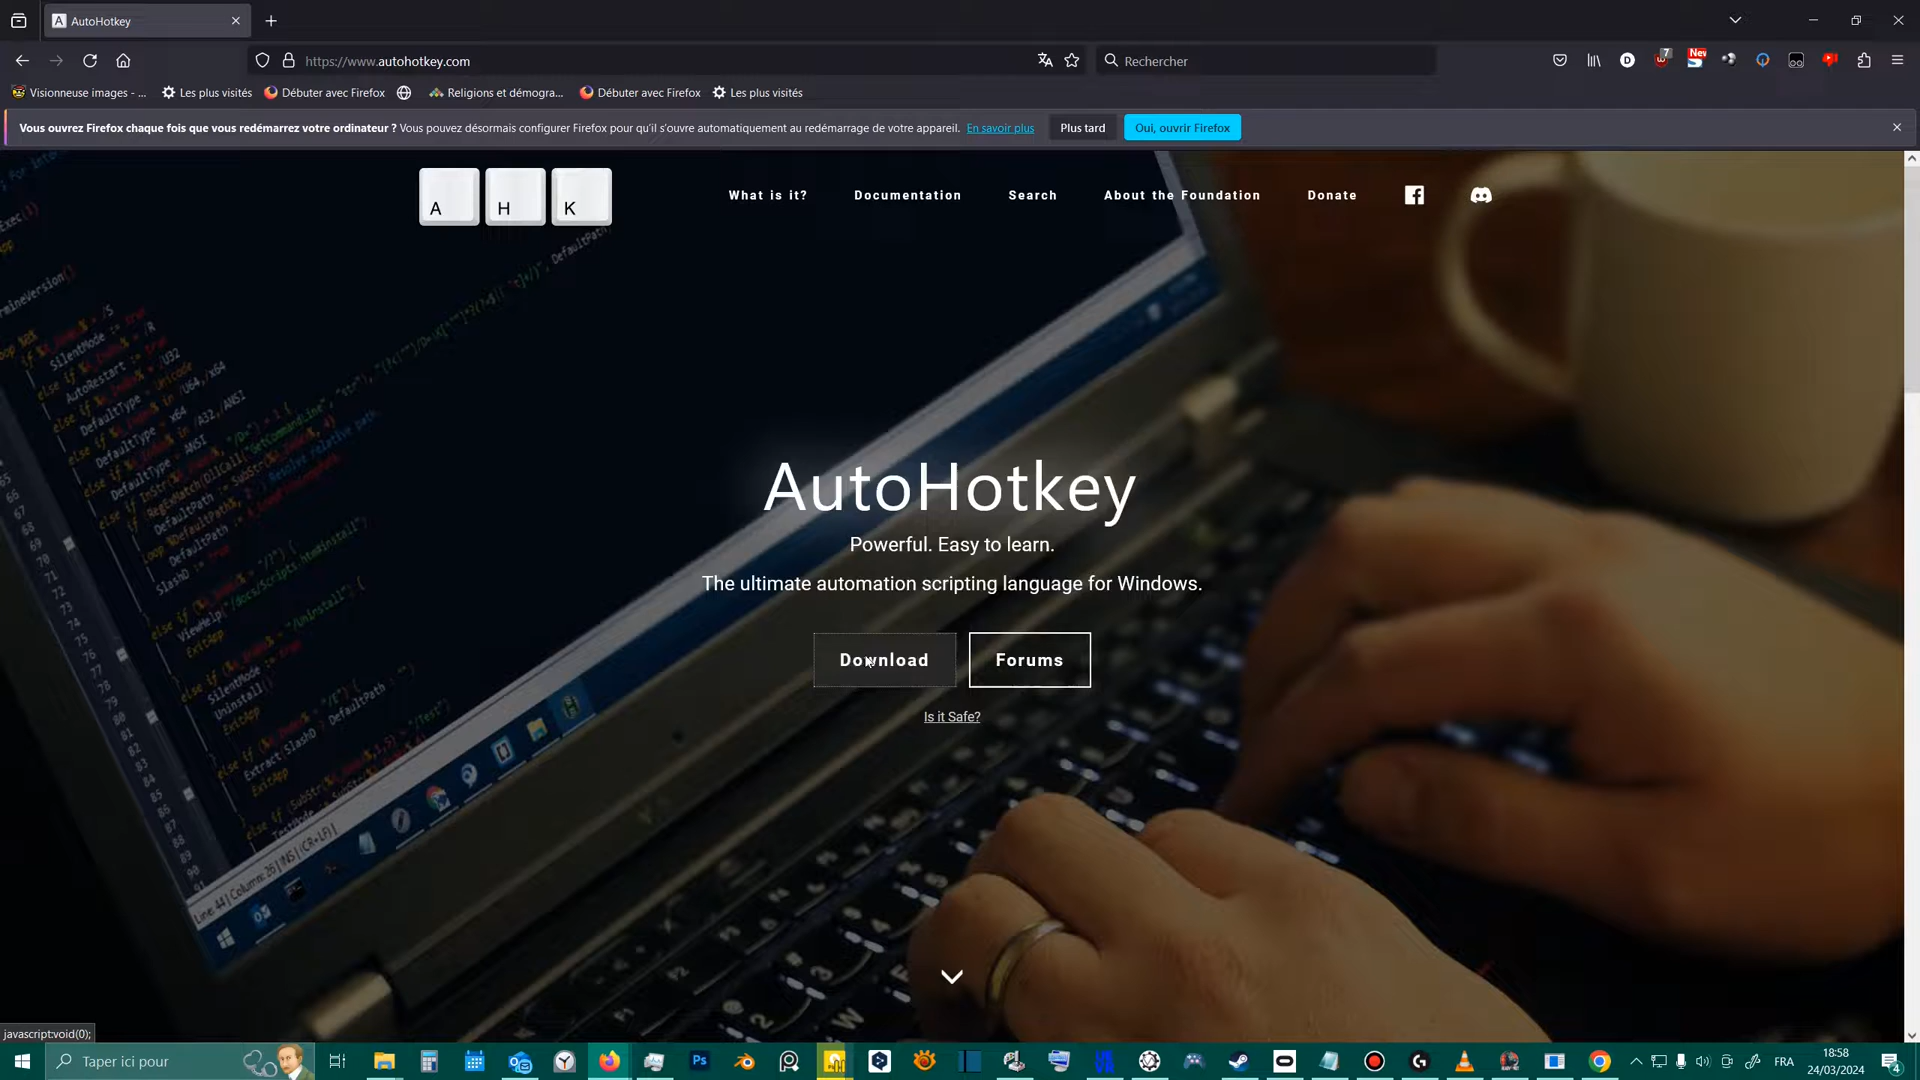 AutoHotkey
https://www.autohotkey.com
Rechercher
7
New
Visionneuse images - ...
Les plus visités
Débuter avec Firefox
Religions et démogra...
Débuter avec Firefox
Les plus visités
Vous ouvrez Firefox chaque fois que vous redémarrez votre ordinateur ? Vous pouvez désormais configurer Firefox pour qu'il s'ouvre automatiquement au redémarrage de votre appareil. En savoir plus
Plus tard
Oui, ouvrir Firefox
A H K
What is it?
Documentation
Search
About the Foundation
Donate
AutoHotkey
Powerful. Easy to learn.
The ultimate automation scripting language for Windows.
Download
Forums
Is it Safe?
javascript:void(0);
Taper ici pour
FRA
18:58
24/03/2024
4